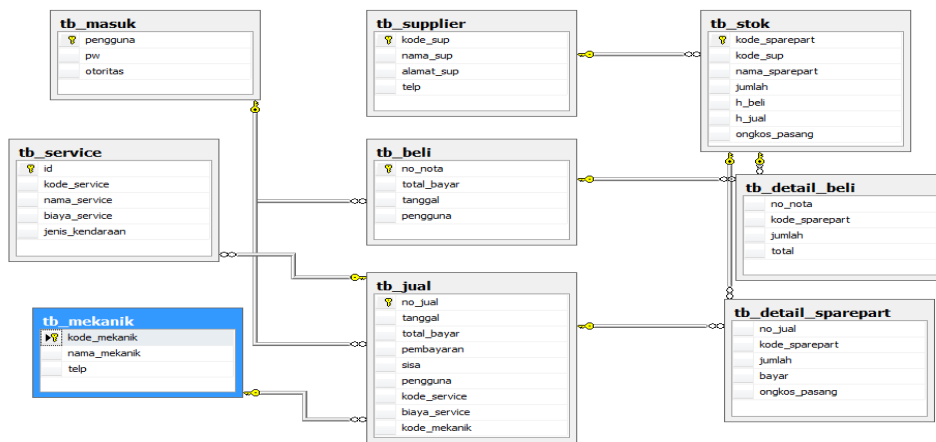 tb_masuk
pengguna
pw
otoritas
tb_supplier
kode_sup
nama_sup
alamat_sup
telp
tb_stok
kode_sparepart
kode_sup
nama_sparepart
jumlah
h_beli
h_jual
ongkos_pasang
tb_service
id
kode_service
nama_service
biaya_service
jenis_kendaraan
tb_beli
no_nota
total_bayar
tanggal
pengguna
tb_detail_beli
no_nota
kode_sparepart
jumlah
total
tb_mekanik
kode_mekanik
nama_mekanik
telp
tb_jual
no_jual
tanggal
total_bayar
pembayaran
sisa
pengguna
kode_service
biaya_service
kode_mekanik
tb_detail_sparepart
no_jual
kode_sparepart
jumlah
bayar
ongkos_pasang